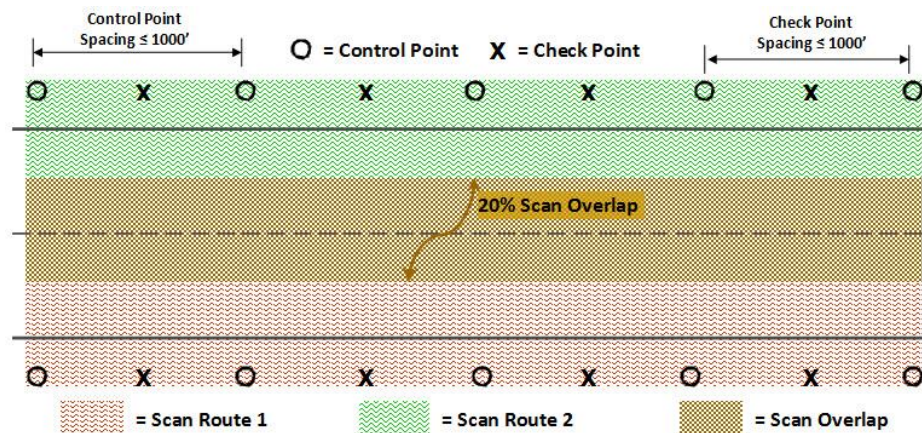 Control Point
Spacing ≤ 1000’
O = Control Point
X = Check Point
Check Point
Spacing ≤ 1000’
O X O X O X O X O
20% Scan Overlap
O X O X O X O X O
= Scan Route 1
= Scan Route 2
= Scan Overlap